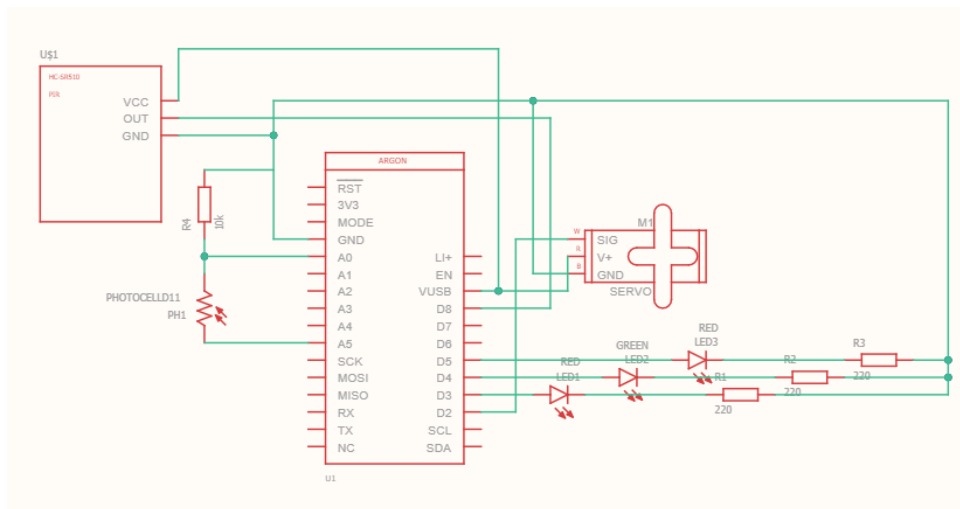 U$1
HC-SR510
PIR
VCC
OUT
GND
R4
10k
PHOTOCELLD11
PH1
ARGON
RST
3V3
MODE
GND
A0
A1
A2
A3
A4
A5
SCK
MOSI
MISO
RX
TX
NC
LI+
EN
VUSB
D8
D7
D6
D5
D4
D3
D2
SCL
SDA
U1
M1
W
SIG
R
V+
B
GND
SERVO
RED
LED3
GREEN
LED2
RED
LED1
R3
220
R2
220
R1
220